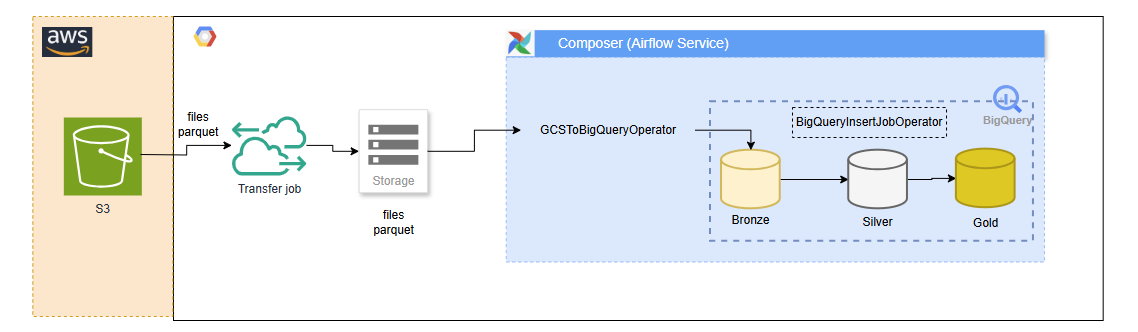 aws
Composer (Airflow Service)
files
parquet
S3
Transfer job
Storage
files
parquet
GCSToBigQueryOperator
BigQueryInsertJobOperator
BigQuery
Bronze
Silver
Gold